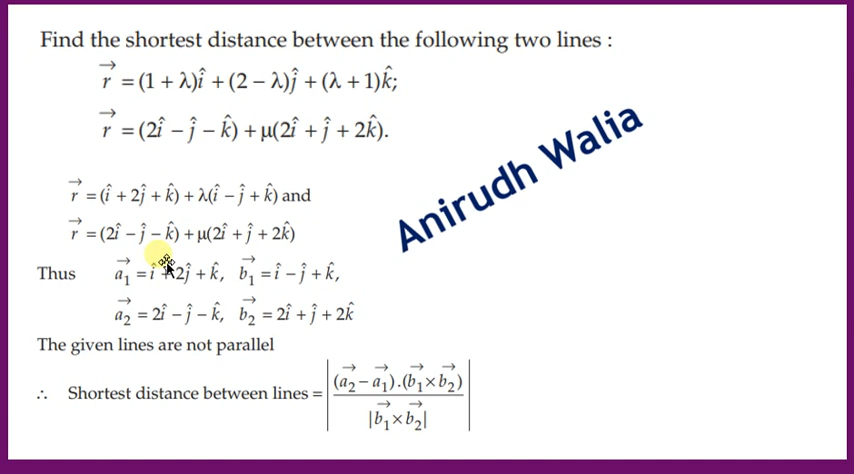 Find the shortest distance between the following two lines :
r⃗ = (1 + λ)î + (2 − λ)ĵ + (λ + 1)k̂;
r⃗ = (2î − ĵ − k̂) + μ(2î + ĵ + 2k̂).
r⃗ = (î + 2ĵ + k̂) + λ(î − ĵ + k̂) and
r⃗ = (2î − ĵ − k̂) + μ(2î + ĵ + 2k̂)
Thus a⃗₁ = î + 2ĵ + k̂, b⃗₁ = î − ĵ + k̂,
a⃗₂ = 2î − ĵ − k̂, b⃗₂ = 2î + ĵ + 2k̂
The given lines are not parallel
∴ Shortest distance between lines = |(a⃗₂ − a⃗₁).(b⃗₁ × b⃗₂) / |b⃗₁ × b⃗₂||
Anirudh Walia